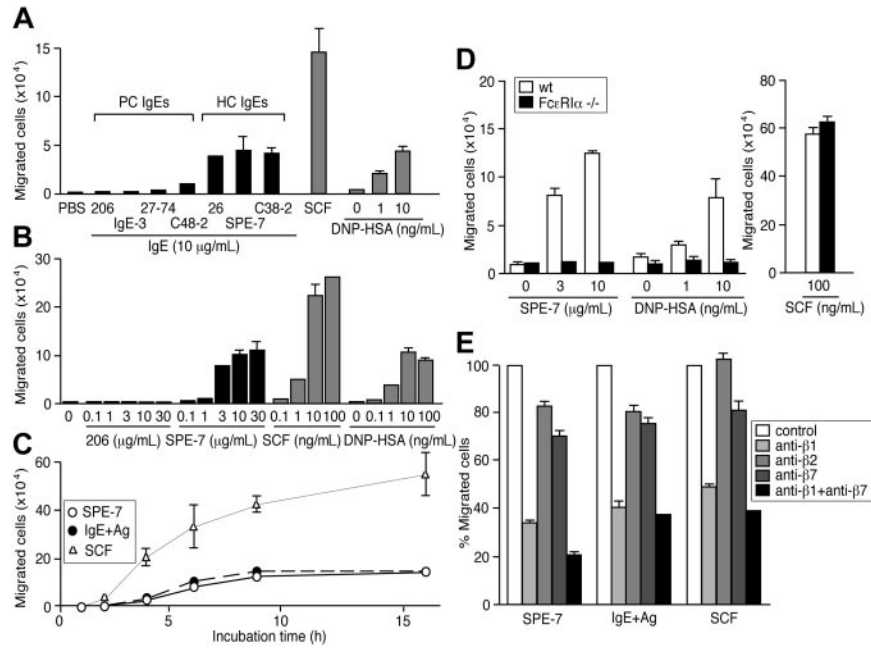 A
Migrated cells (x10⁻⁴)
15
10
5
0
PC IgEs
HC IgEs
PBS 206 27-74 26 C38-2 SCF 0 1 10
IgE-3 C48-2 SPE-7 DNP-HSA (ng/mL)
IgE (10 μg/mL)
B
Migrated cells (x10⁻⁴)
30
20
10
0
0 0.1 1 3 10 30 0.1 1 3 10 30 0.1 1 10 100 0 0.1 1 10 100
206 (μg/mL) SPE-7 (μg/mL) SCF (ng/mL) DNP-HSA (ng/mL)
C
Migrated cells (x10⁻⁴)
60
40
20
0
SPE-7
IgE+Ag
SCF
0 5 10 15
Incubation time (h)
D
Migrated cells (x10⁻⁴)
20
15
10
5
0
wt
FcεRIα -/-
0 3 10 0 1 10
SPE-7 (μg/mL) DNP-HSA (ng/mL)
Migrated cells (x10⁻⁴)
80
60
40
20
0
100
SCF (ng/mL)
E
% Migrated cells
100
80
60
40
20
0
SPE-7 IgE+Ag SCF
control
anti-β1
anti-β2
anti-β7
anti-β1+anti-β7